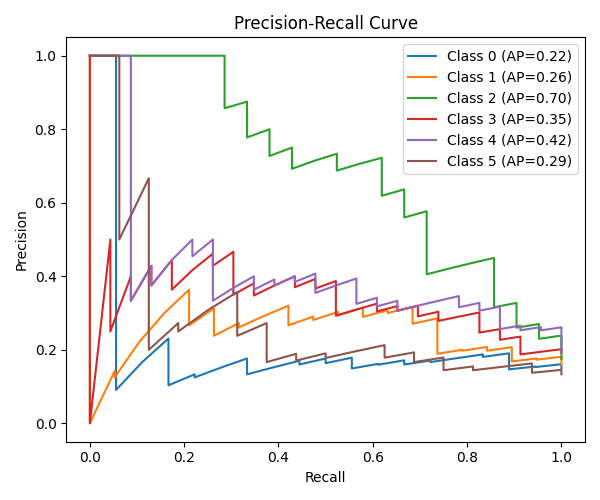 Precision-Recall Curve
1.0
0.8
0.6
0.4
0.2
0.0
Precision
Class 0 (AP=0.22)
Class 1 (AP=0.26)
Class 2 (AP=0.70)
Class 3 (AP=0.35)
Class 4 (AP=0.42)
Class 5 (AP=0.29)
0.0 0.2 0.4 0.6 0.8 1.0
Recall